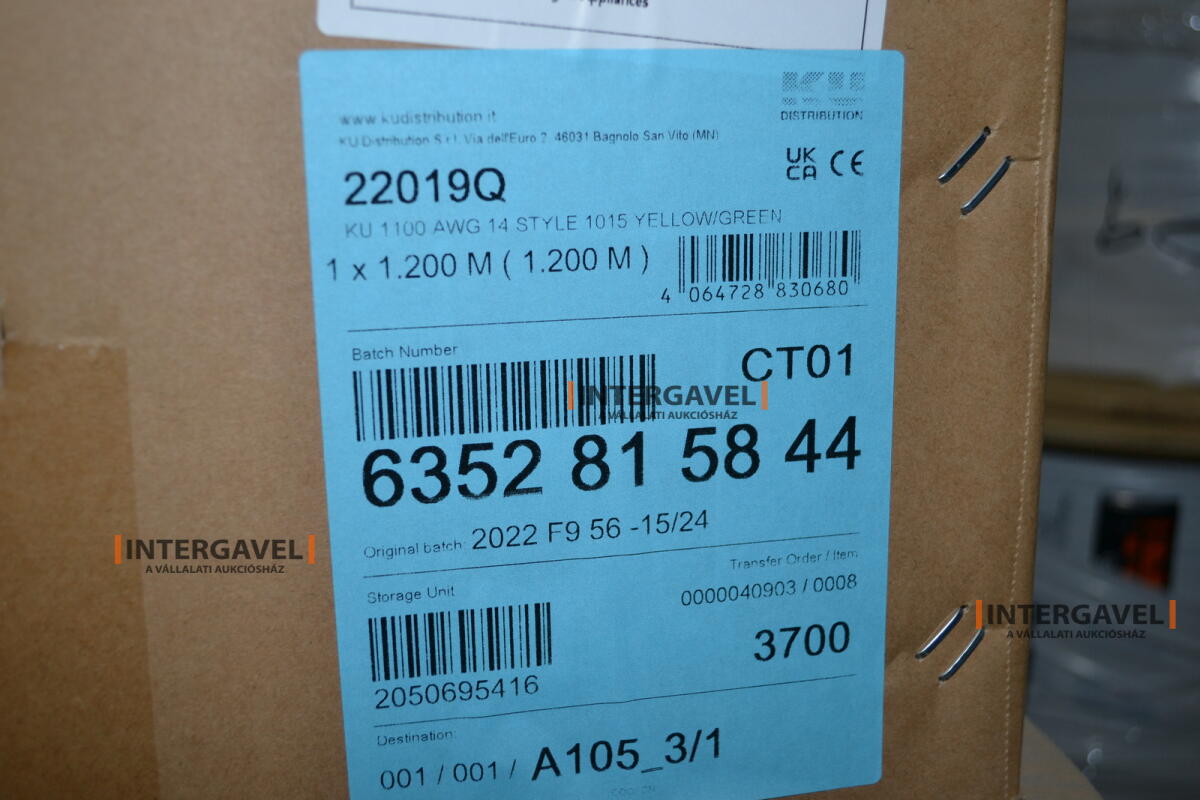 www.kudistribution.it
KU Distribution S.r.l. Via dell'Euro 2, 46031 Bagnolo San Vito (MN)
KU
DISTRIBUTION
UK
CA CE
22019Q
KU 1100 AWG 14 STYLE 1015 YELLOW/GREEN
1 x 1.200 M ( 1.200 M )
4 064728 830680
Batch Number
CT01
INTERGAVEL
A VÁLLALATI AUKCIÓSHÁZ
6352 81 58 44
Original batch: 2022 F9 56 -15/24
INTERGAVEL
A VÁLLALATI AUKCIÓSHÁZ
Transfer Order / Item
0000040903 / 0008
Storage Unit
2050695416
3700
INTERGAVEL
A VÁLLALATI AUKCIÓSHÁZ
Destination:
001 / 001 / A105_3/1